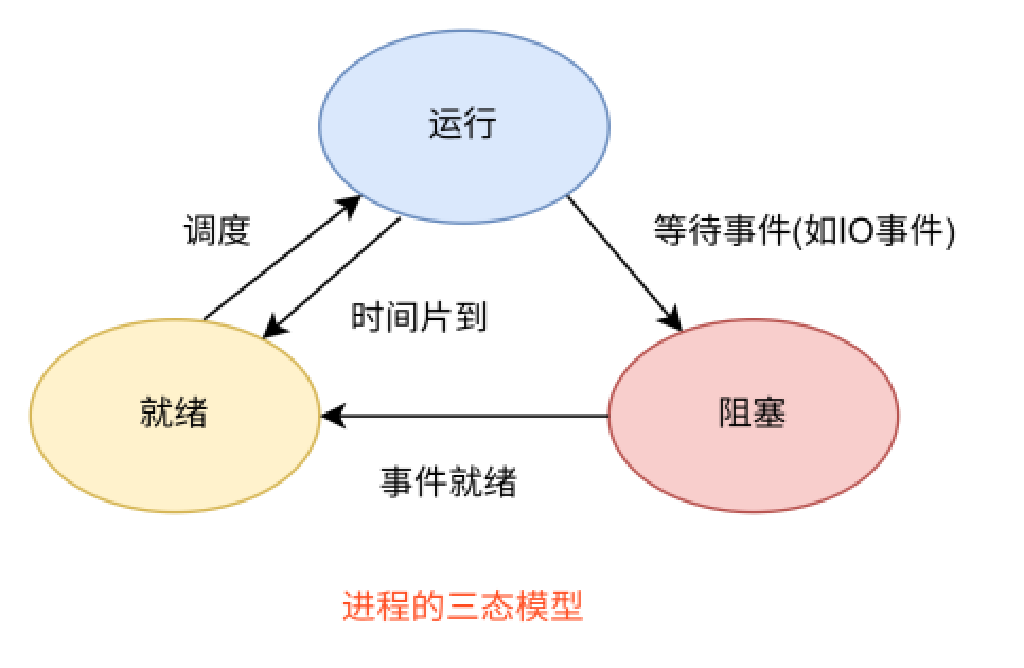 运行
调度
等待事件(如IO事件)
时间片到
就绪
阻塞
事件就绪
进程的三态模型